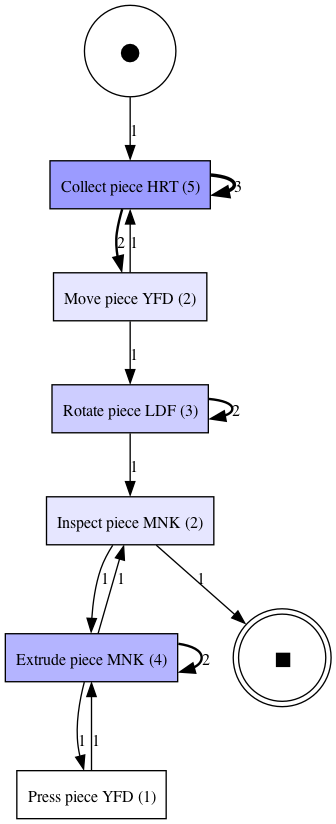 1
Collect piece HRT (5)
3
2
1
Move piece YFD (2)
1
Rotate piece LDF (3)
2
1
Inspect piece MNK (2)
1
1
1
Extrude piece MNK (4)
2
1
1
Press piece YFD (1)